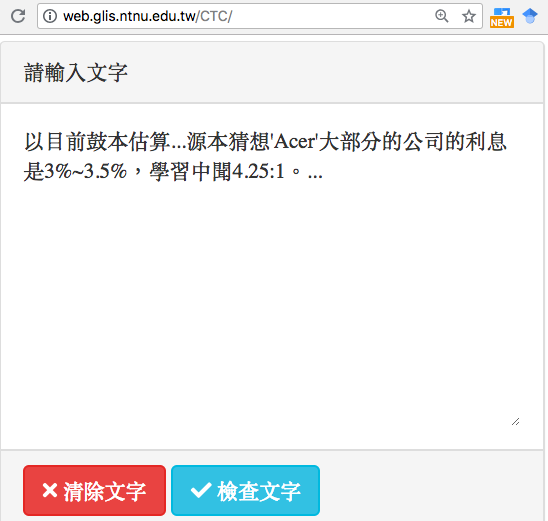 web.glis.ntnu.edu.tw/CTC/
NEW
請輸入文字
以目前鼓本估算...源本猜想'Acer'大部分的公司的利息
是3%~3.5%，學習中聞4.25:1。...
清除文字 檢查文字